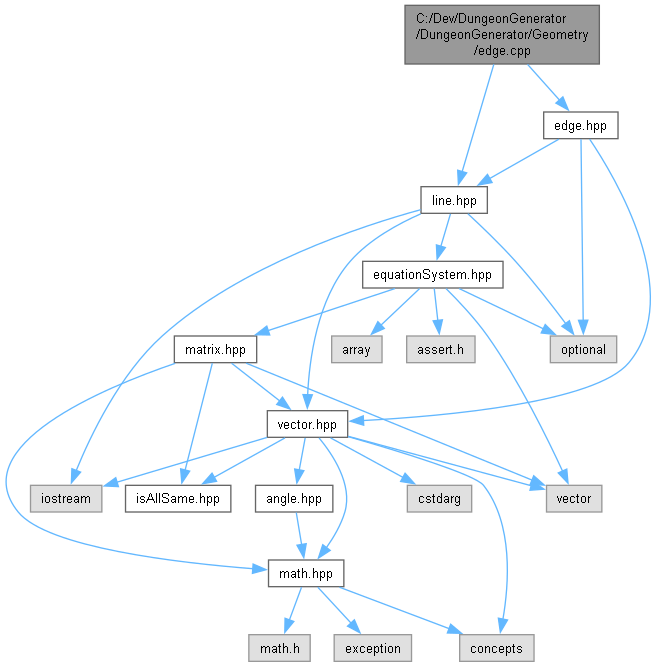 C:/Dew/DungeonGenerator
/DungeonGenerator/Geometry
/edge.cpp
edge.hpp
line.hpp
equationSystem.hpp
matrix.hpp
array
assert.h
optional
vector.hpp
iostream
isAllSame.hpp
angle.hpp
cstdarg
vector
math.hpp
math.h
exception
concepts